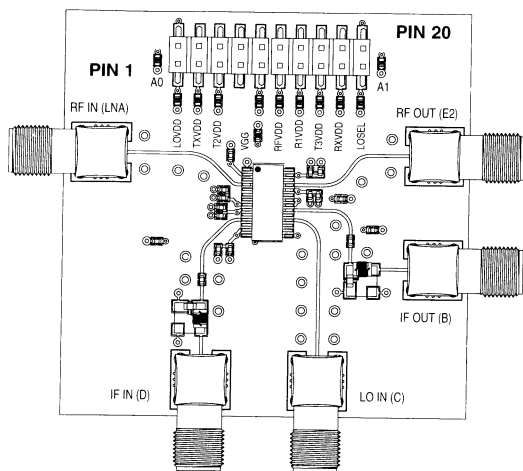 PIN 20
PIN 1
A0
A1
RF IN (LNA)
RF OUT (E2)
LOVDD
TXVDD
T2VDD
VGG
RFVDD
R1VDD
T3VDD
RXVDD
LOSEL
IF OUT (B)
IF IN (D)
LO IN (C)